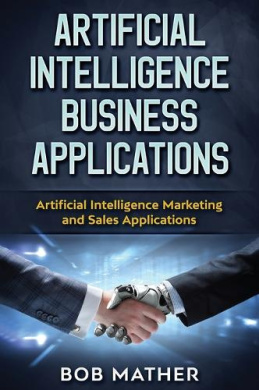 ARTIFICIAL
INTELLIGENCE
BUSINESS
APPLICATIONS
Artificial Intelligence Marketing
and Sales Applications
BOB MATHER